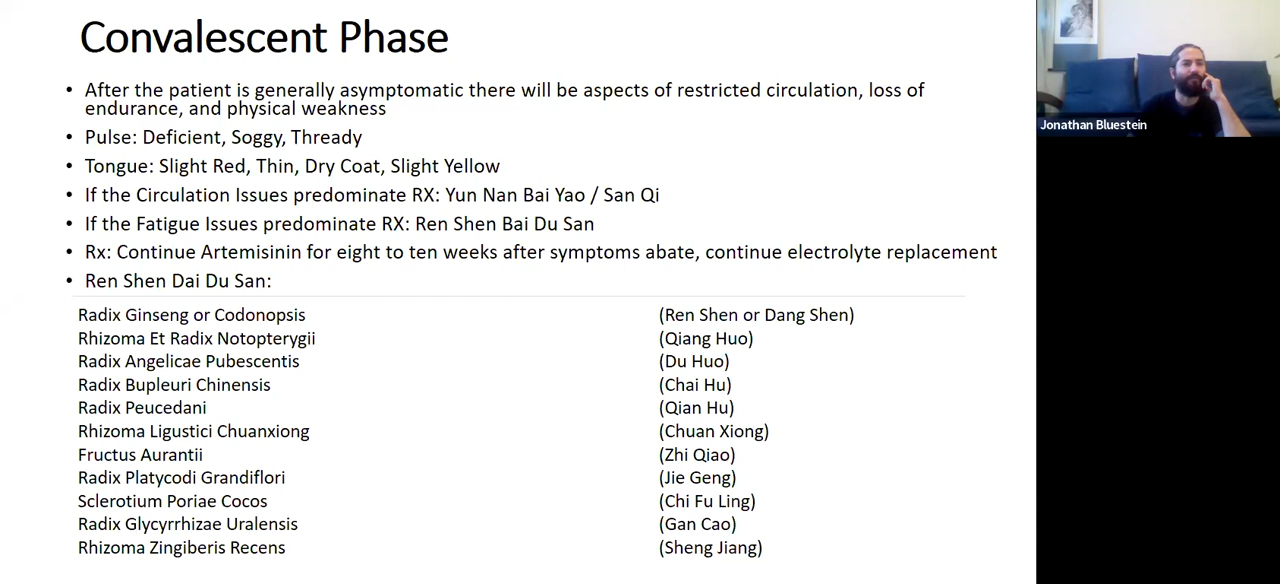 Convalescent Phase
• After the patient is generally asymptomatic there will be aspects of restricted circulation, loss of
endurance, and physical weakness
• Pulse: Deficient, Soggy, Thready
• Tongue: Slight Red, Thin, Dry Coat, Slight Yellow
• If the Circulation Issues predominate RX: Yun Nan Bai Yao / San Qi
• If the Fatigue Issues predominate RX: Ren Shen Bai Du San
• Rx: Continue Artemisinin for eight to ten weeks after symptoms abate, continue electrolyte replacement
• Ren Shen Dai Du San:
Radix Ginseng or Codonopsis (Ren Shen or Dang Shen)
Rhizoma Et Radix Notopterygii (Qiang Huo)
Radix Angelicae Pubescentis (Du Huo)
Radix Bupleuri Chinensis (Chai Hu)
Radix Peucedani (Qian Hu)
Rhizoma Ligustici Chuanxiong (Chuan Xiong)
Fructus Aurantii (Zhi Qiao)
Radix Platycodi Grandiflori (Jie Geng)
Sclerotium Poriae Cocos (Chi Fu Ling)
Radix Glycyrrhizae Uralensis (Gan Cao)
Rhizoma Zingiberis Recens (Sheng Jiang)
Jonathan Bluestein